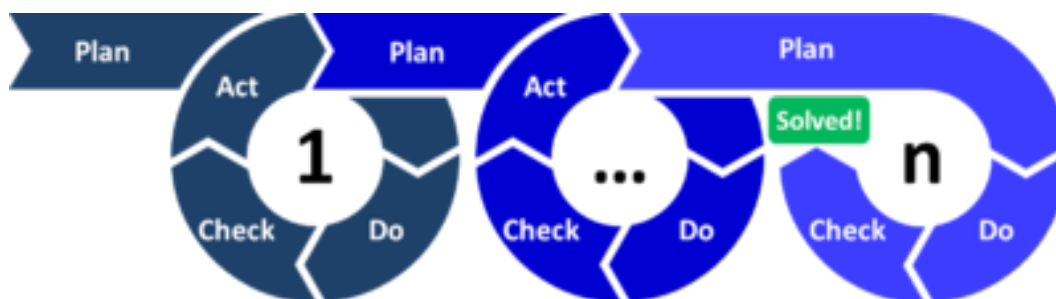 Plan
Plan
Plan
Act
Act
Solved!
1
...
n
Check
Do
Check
Do
Check
Do